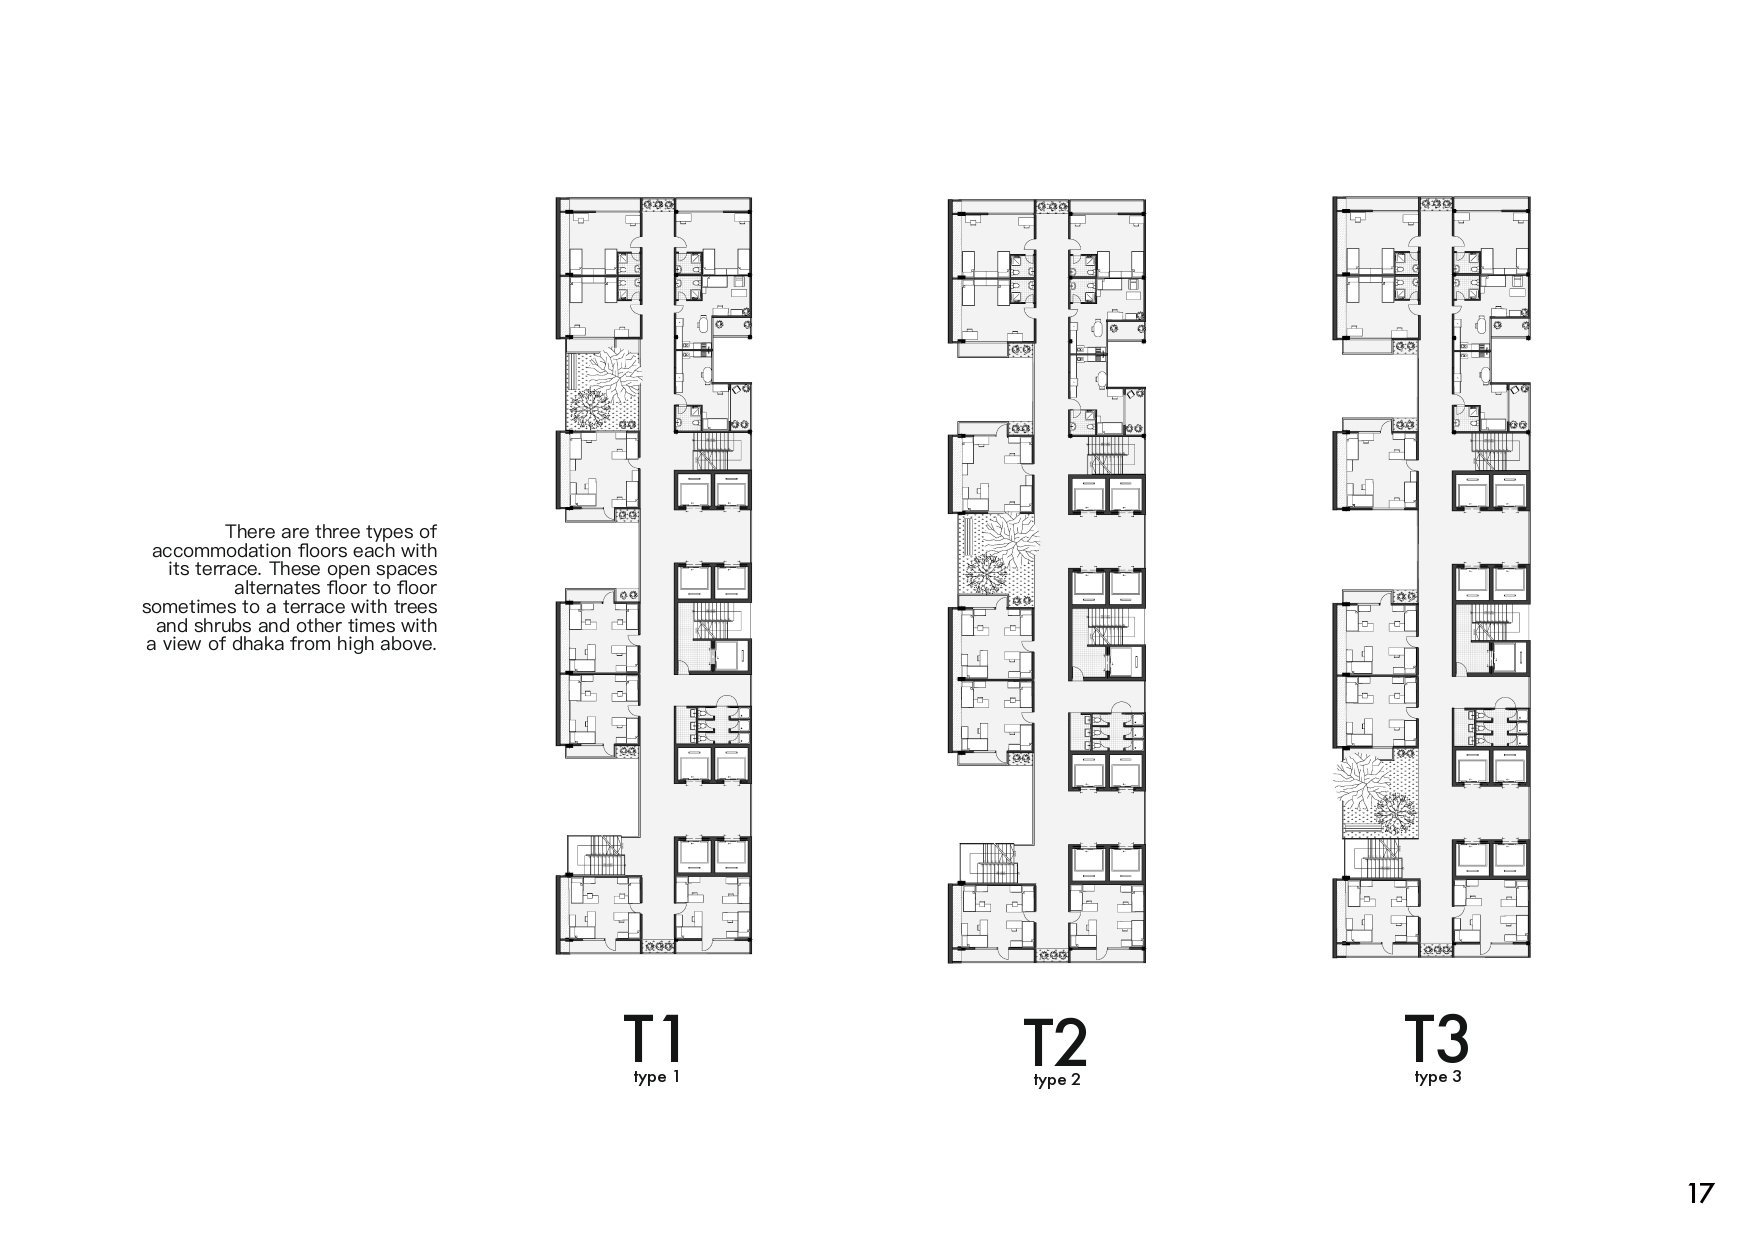 There are three types of
accommodation floors each with
its terrace. These open spaces
alternates floor to floor
sometimes to a terrace with trees
and shrubs and other times with
a view of dhaka from high above.
T1
type 1
T2
type 2
T3
type 3
17